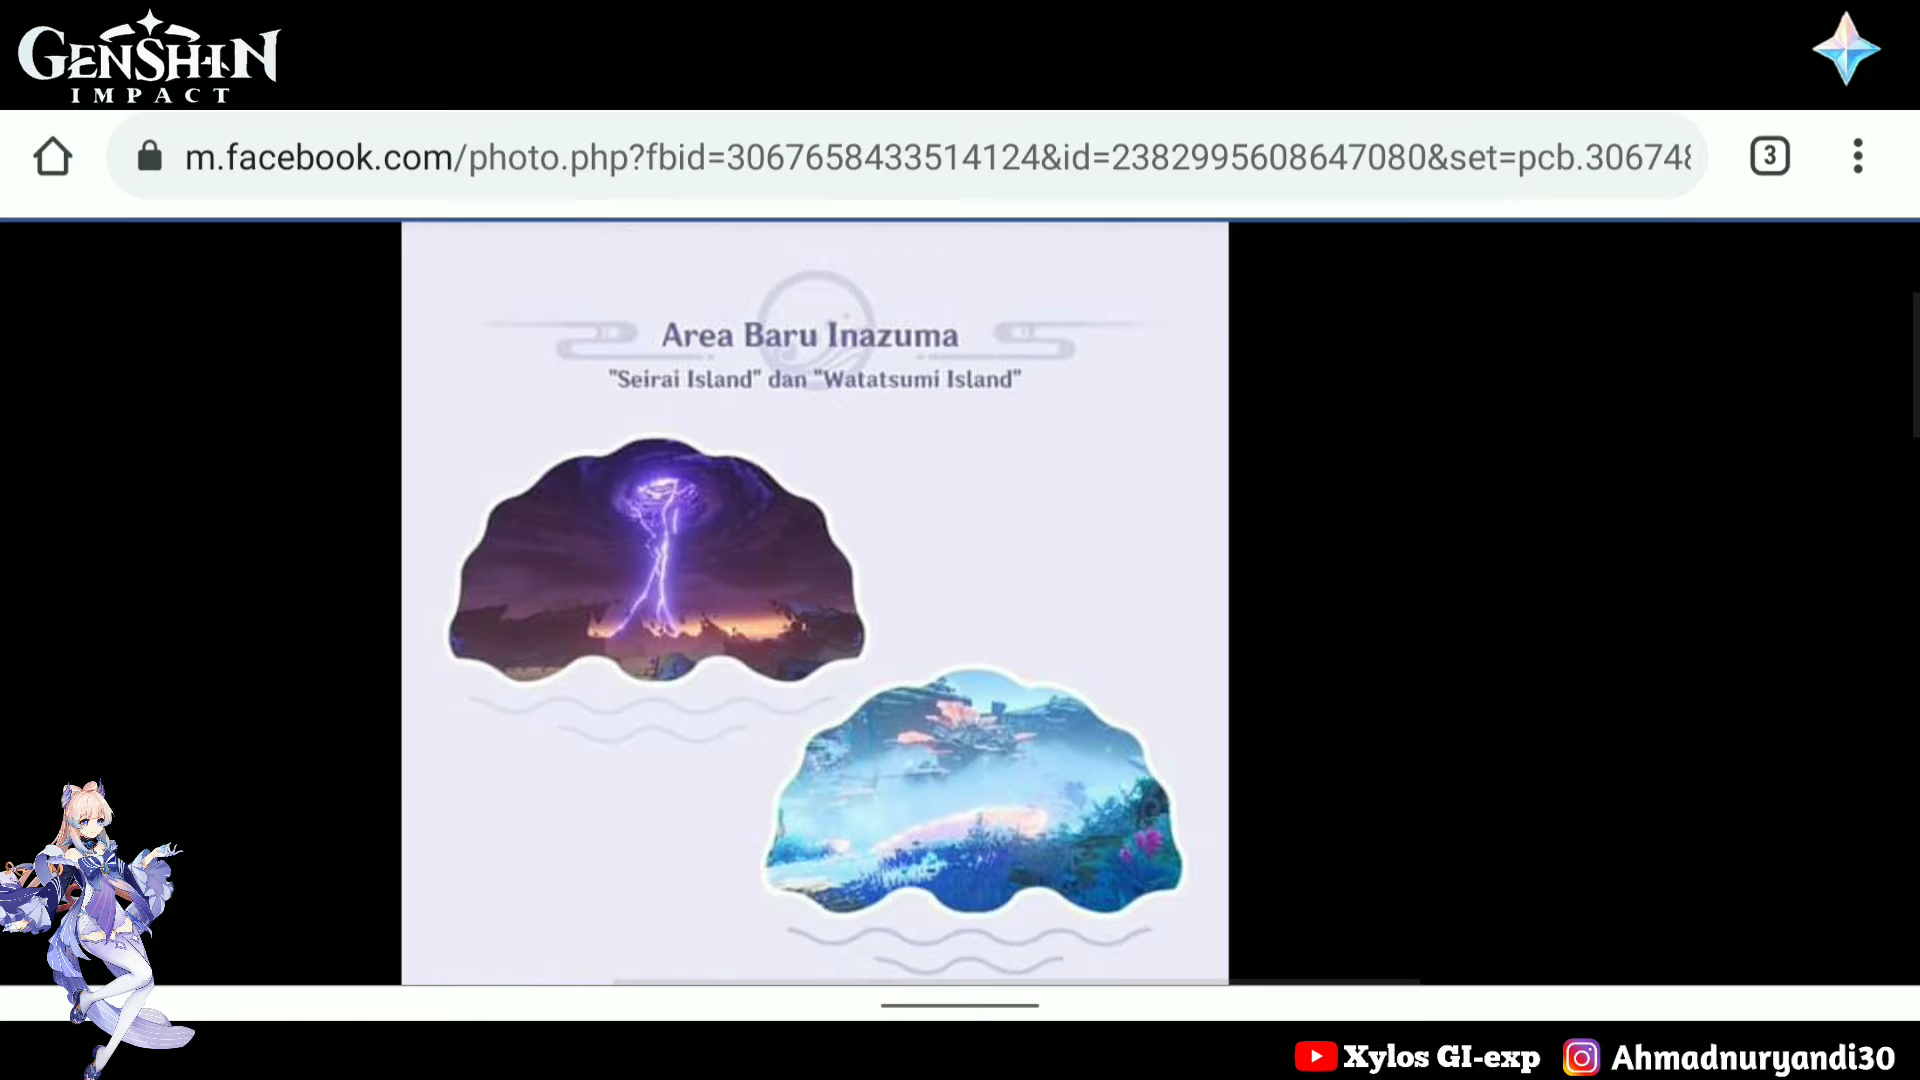 GENSHIN
IMPACT
m.facebook.com/photo.php?fbid=3067658433514124&id=2382995608647080&set=pcb.306748
3
Area Baru Inazuma
"Seirai Island" dan "Watatsumi Island"
Xylos GI-exp
Ahmadnuryandi30